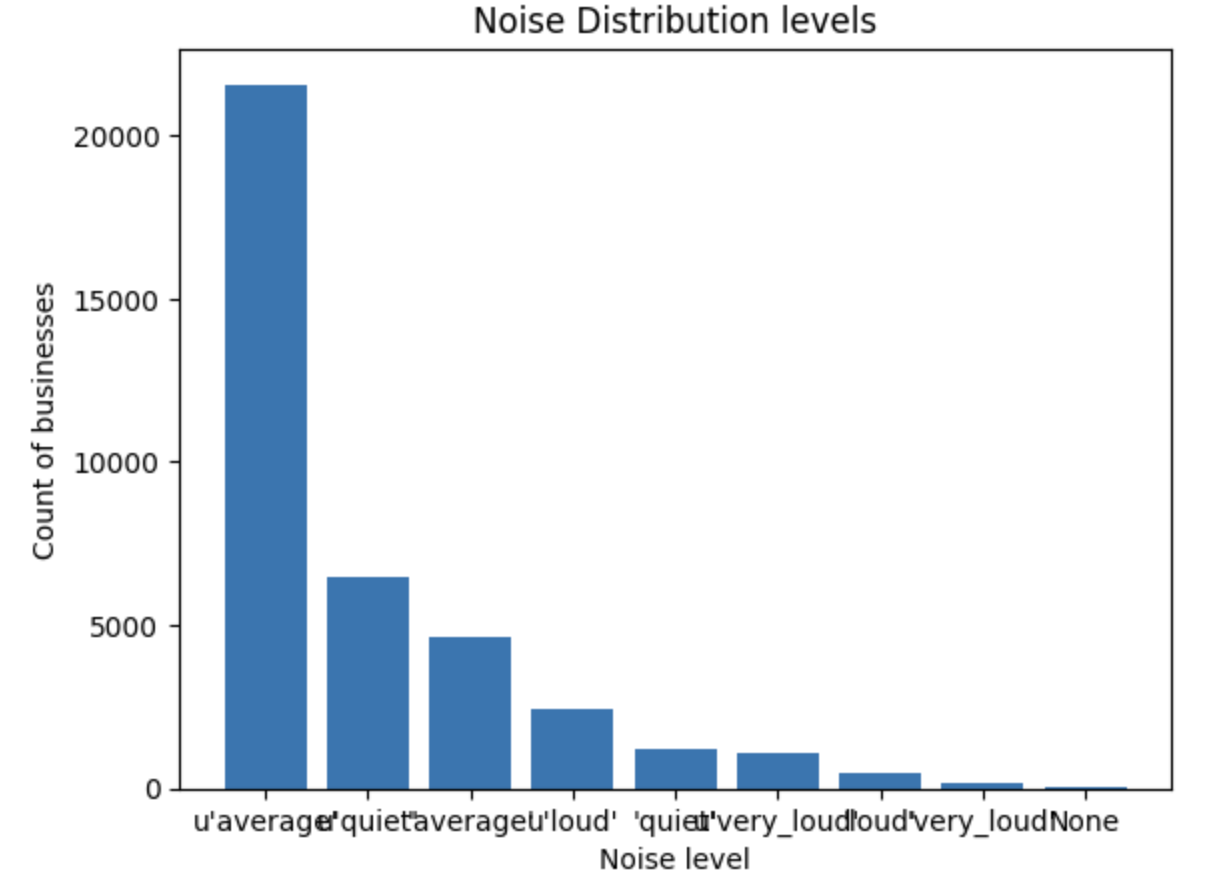 Noise Distribution levels
20000
15000
10000
5000
0
Count of businesses
u'average' u'quiet' 'average' u'loud' 'quiet' u'very_loud' 'loud' 'very_loud' None
Noise level